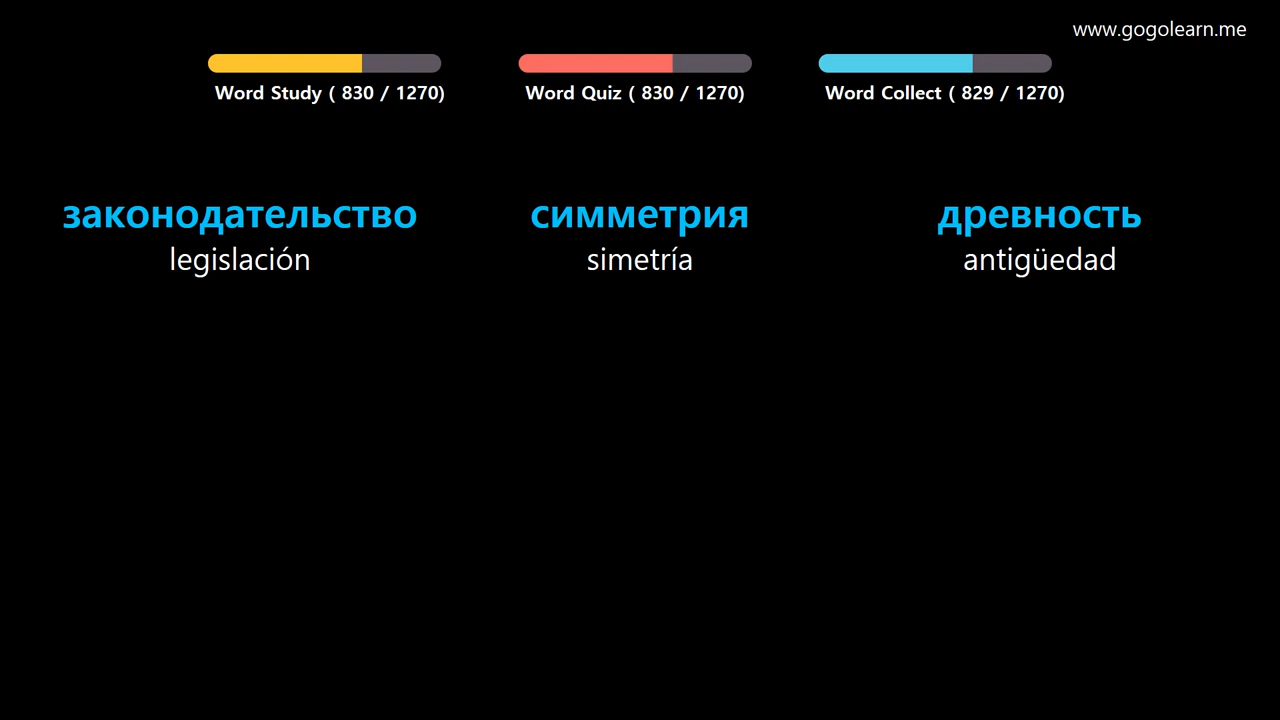 www.gogolearn.me
Word Study ( 830 / 1270)
Word Quiz ( 830 / 1270)
Word Collect ( 829 / 1270)
законодательство
legislación
симметрия
simetría
древность
antigüedad